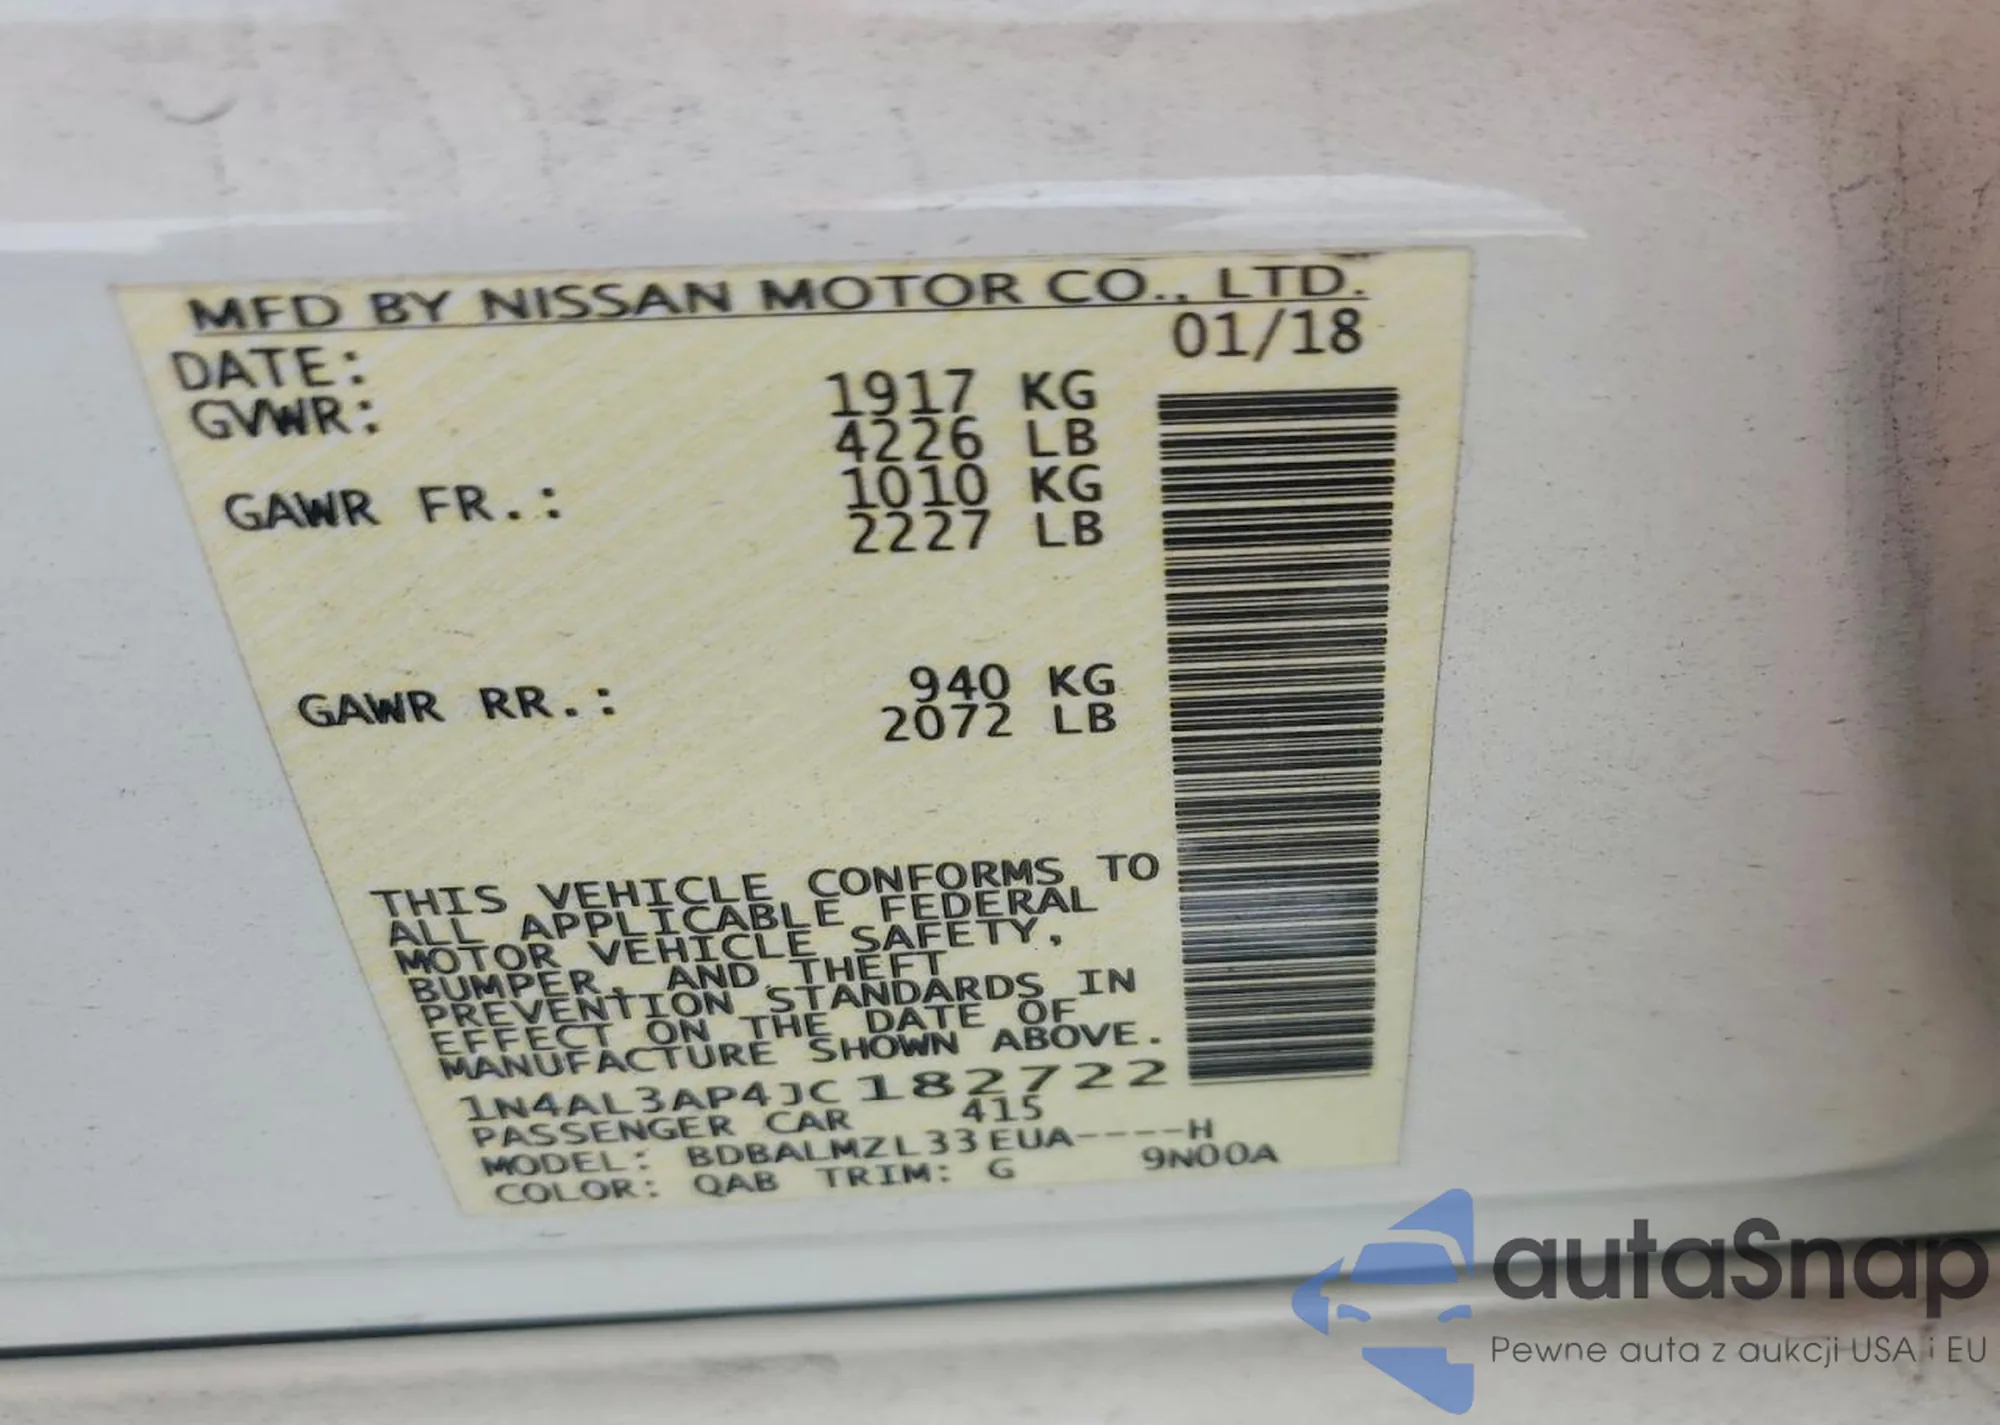 MFD BY NISSAN MOTOR CO., LTD.
DATE: 01/18
GVWR: 1917 KG
4226 LB
GAWR FR.: 1010 KG
2227 LB
GAWR RR.: 940 KG
2072 LB
THIS VEHICLE CONFORMS TO
ALL APPLICABLE FEDERAL
MOTOR VEHICLE SAFETY,
BUMPER, AND THEFT
PREVENTION STANDARDS IN
EFFECT ON THE DATE OF
MANUFACTURE SHOWN ABOVE.
1N4AL3AP4JC182722
PASSENGER CAR 415
MODEL: BDBALMZL33EUA----H
COLOR: QAB TRIM: G 9N00A
autaSnap
Pewne auta z aukcji USA i EU